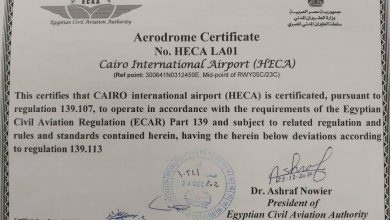 ECAA
Egyptian Civil Aviation Authority
جمهورية مصر العربية
وزارة الطيران المدني
سلطة الطيران المدني المصري
Aerodrome Certificate
No. HECA LA01
Cairo International Airport (HECA)
(Ref point: 300641N0312450E, Mid-point of RWY05C/23C)
This certifies that CAIRO international airport (HECA) is certificated, pursuant to
regulation 139.107, to operate in accordance with the requirements of the Egyptian
Civil Aviation Regulation (ECAR) Part 139 and subject to related regulation and
rules and standards contained herein, having the herein below deviations according
to regulation 139.113
24 DEC
Ashraf
Dr. Ashraf Nowier
President of
Egyptian Civil Aviation Authority